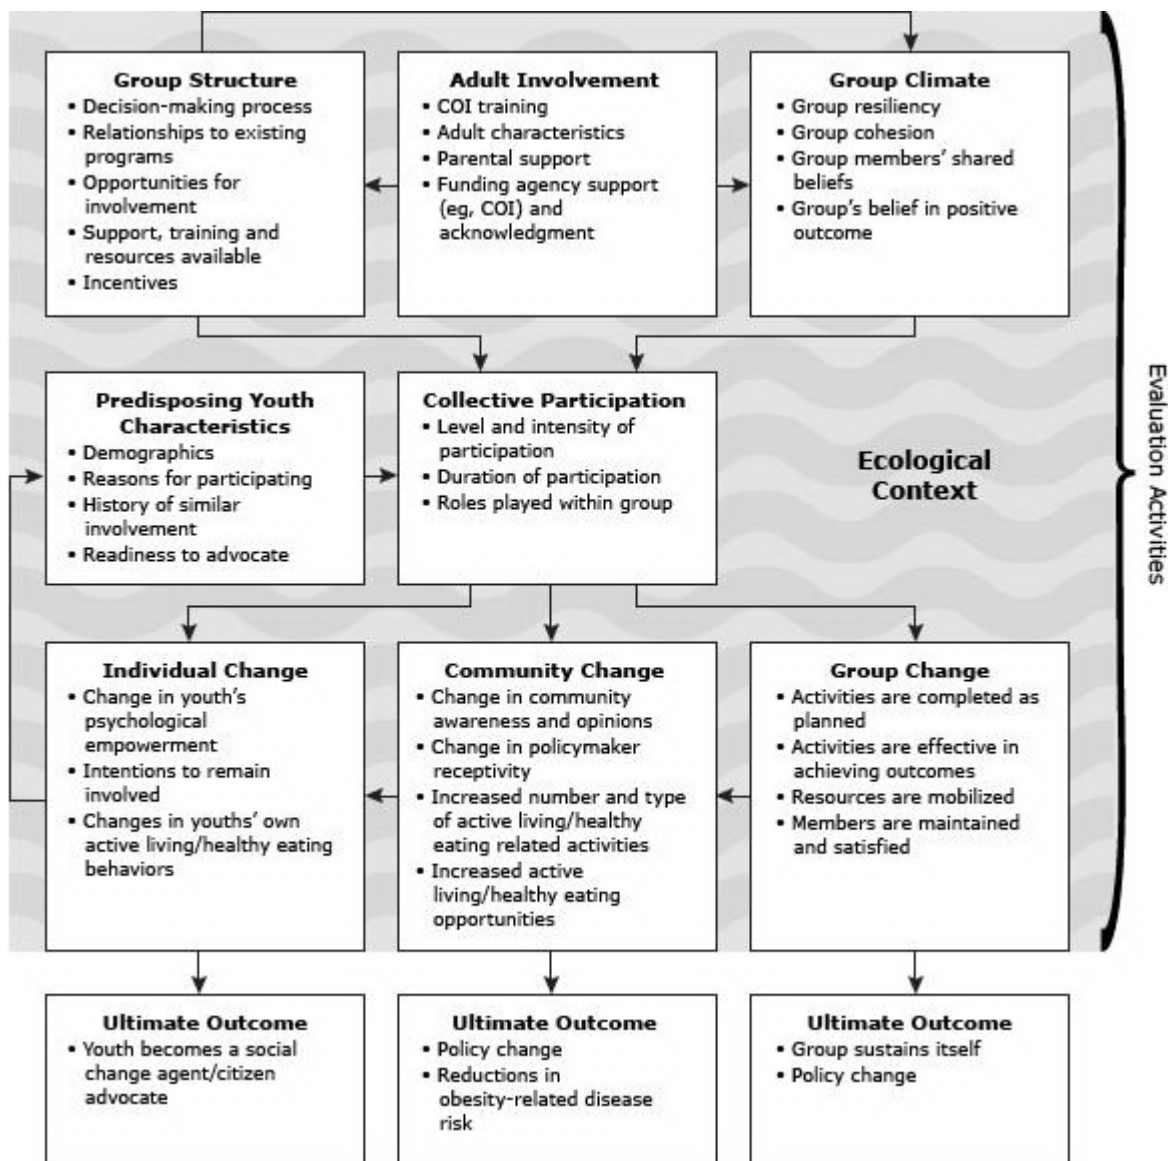 Group Structure
• Decision-making process
• Relationships to existing
programs
• Opportunities for
involvement
• Support, training and
resources available
• Incentives
Adult Involvement
• COI training
• Adult characteristics
• Parental support
• Funding agency support
(eg, COI) and
acknowledgment
Group Climate
• Group resiliency
• Group cohesion
• Group members’ shared
beliefs
• Group’s belief in positive
outcome
Predisposing Youth
Characteristics
• Demographics
• Reasons for participating
• History of similar
involvement
• Readiness to advocate
Collective Participation
• Level and intensity of
participation
• Duration of participation
• Roles played within group
Ecological
Context
Evaluation Activities
Individual Change
• Change in youth’s
psychological
empowerment
• Intentions to remain
involved
• Changes in youths’ own
active living/healthy eating
behaviors
Community Change
• Change in community
awareness and opinions
• Change in policymaker
receptivity
• Increased number and type
of active living/healthy
eating related activities
• Increased active
living/healthy eating
opportunities
Group Change
• Activities are completed as
planned
• Activities are effective in
achieving outcomes
• Resources are mobilized
• Members are maintained
and satisfied
Ultimate Outcome
• Youth becomes a social
change agent/citizen
advocate
Ultimate Outcome
• Policy change
• Reductions in
obesity-related disease
risk
Ultimate Outcome
• Group sustains itself
• Policy change